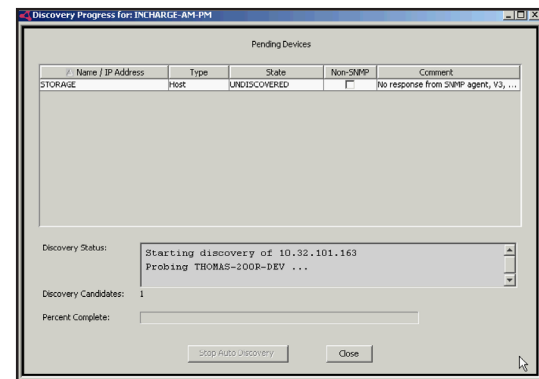 Discovery Progress for: INCHARGE-AM-PM
Pending Devices
Name / IP Address Type State Non-SNMP Comment
STORAGE Host UNDISCOVERED No response from SNMP agent, V3, ...
Discovery Status:
Starting discovery of 10.32.101.163
Probing THOMAS-200R-DEV ...
Discovery Candidates: 1
Percent Complete:
Stop Auto Discovery Close